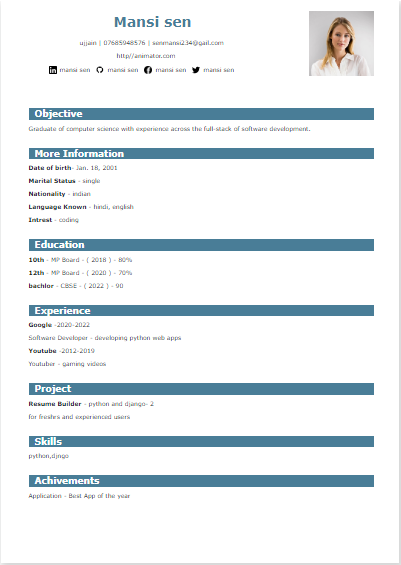 Mansi sen
ujjain | 07685948576 | senmansi234@gail.com
http//animator.com
mansi sen mansi sen mansi sen mansi sen
Objective
Graduate of computer science with experience across the full-stack of software development.
More Information
Date of birth- Jan. 18, 2001
Marital Status - single
Nationality - indian
Language Known - hindi, english
Intrest - coding
Education
10th - MP Board - ( 2018 ) - 80%
12th - MP Board - ( 2020 ) - 70%
bachlor - CBSE - ( 2022 ) - 90
Experience
Google -2020-2022
Software Developer - developing python web apps
Youtube -2012-2019
Youtuber - gaming videos
Project
Resume Builder - python and django- 2
for freshrs and experienced users
Skills
python,djngo
Achivements
Application - Best App of the year